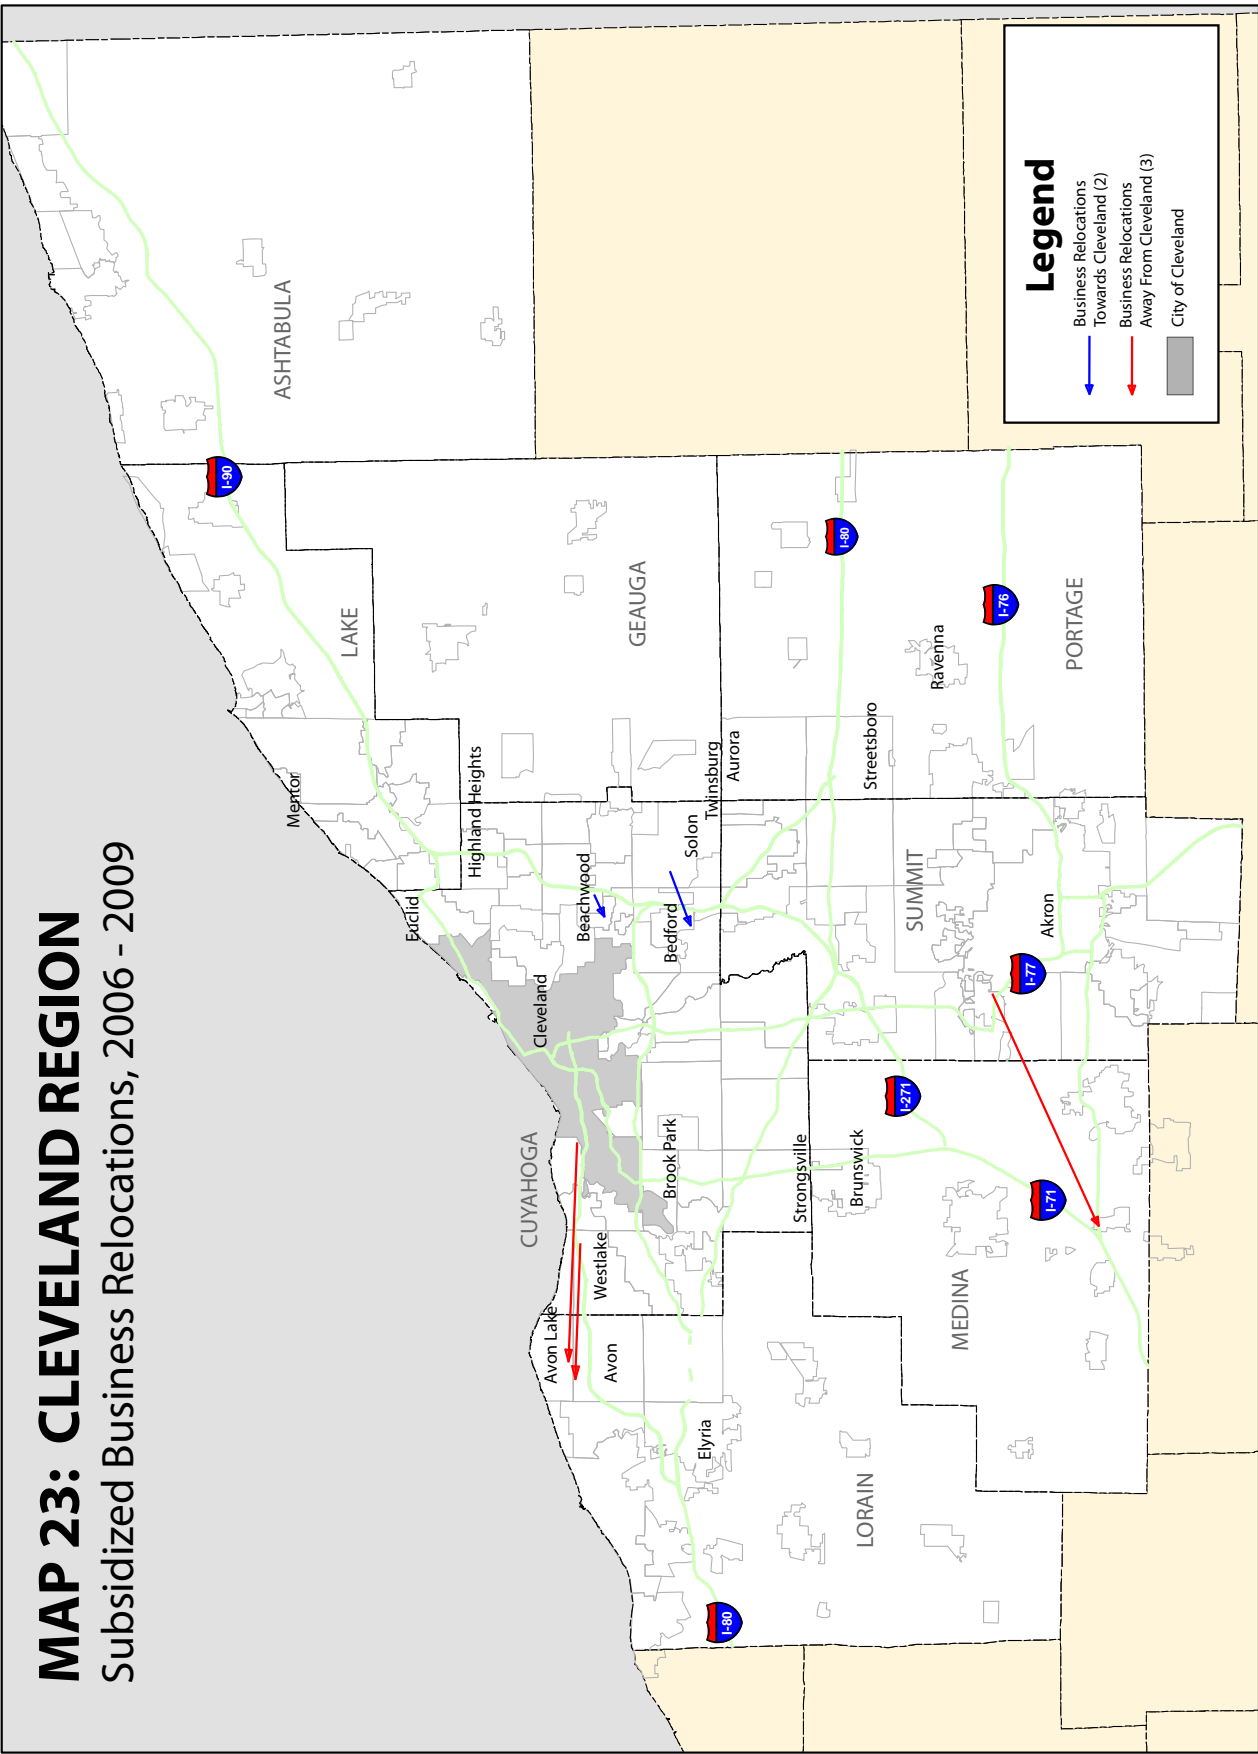 MAP 23: CLEVELAND REGION
Subsidized Business Relocations, 2006 - 2009
ASHTABULA
I-90
LAKE
Mentor
GEAUGA
Highland Heights
Euclid
Beachwood
Solon
Twinsburg
Aurora
Bedford
Cleveland
CUYAHOGA
Brook Park
Westlake
Avon Lake
Avon
Strongsville
Brunswick
Elyria
LORAIN
I-80
MEDINA
I-71
I-271
I-77
Akron
SUMMIT
Streetsboro
Ravenna
PORTAGE
I-80
I-76
Legend
Business Relocations
Towards Cleveland (2)
Business Relocations
Away From Cleveland (3)
City of Cleveland